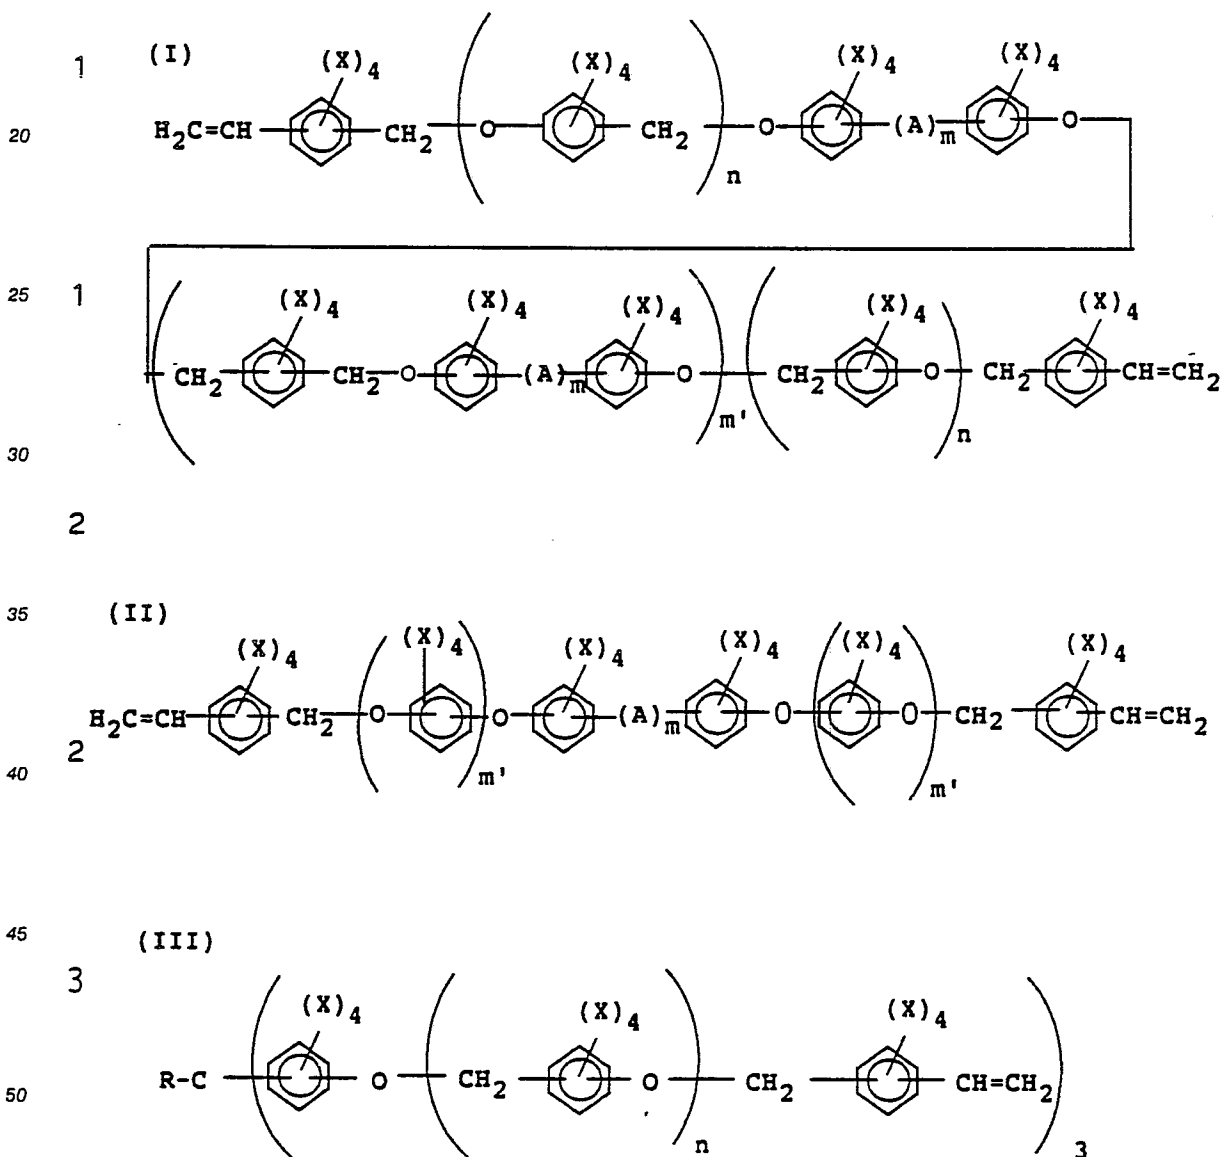 1 (I) (X)4 (X)4 (X)4 (X)4
20 H2C=CH CH2 O CH2 n O (A)m O
25 1 (X)4 (X)4 (X)4 (X)4 (X)4
CH2 CH2 O (A)m O m' CH2 O n CH2 CH=CH2
30
2
35 (II)
(X)4 (X)4 (X)4 (X)4 (X)4 (X)4
H2C=CH CH2 O O (A)m O O CH2 CH=CH2
2
40 m' m'
45 (III)
3
(X)4 (X)4 (X)4
R-C O CH2 O CH2 CH=CH2
50
n 3